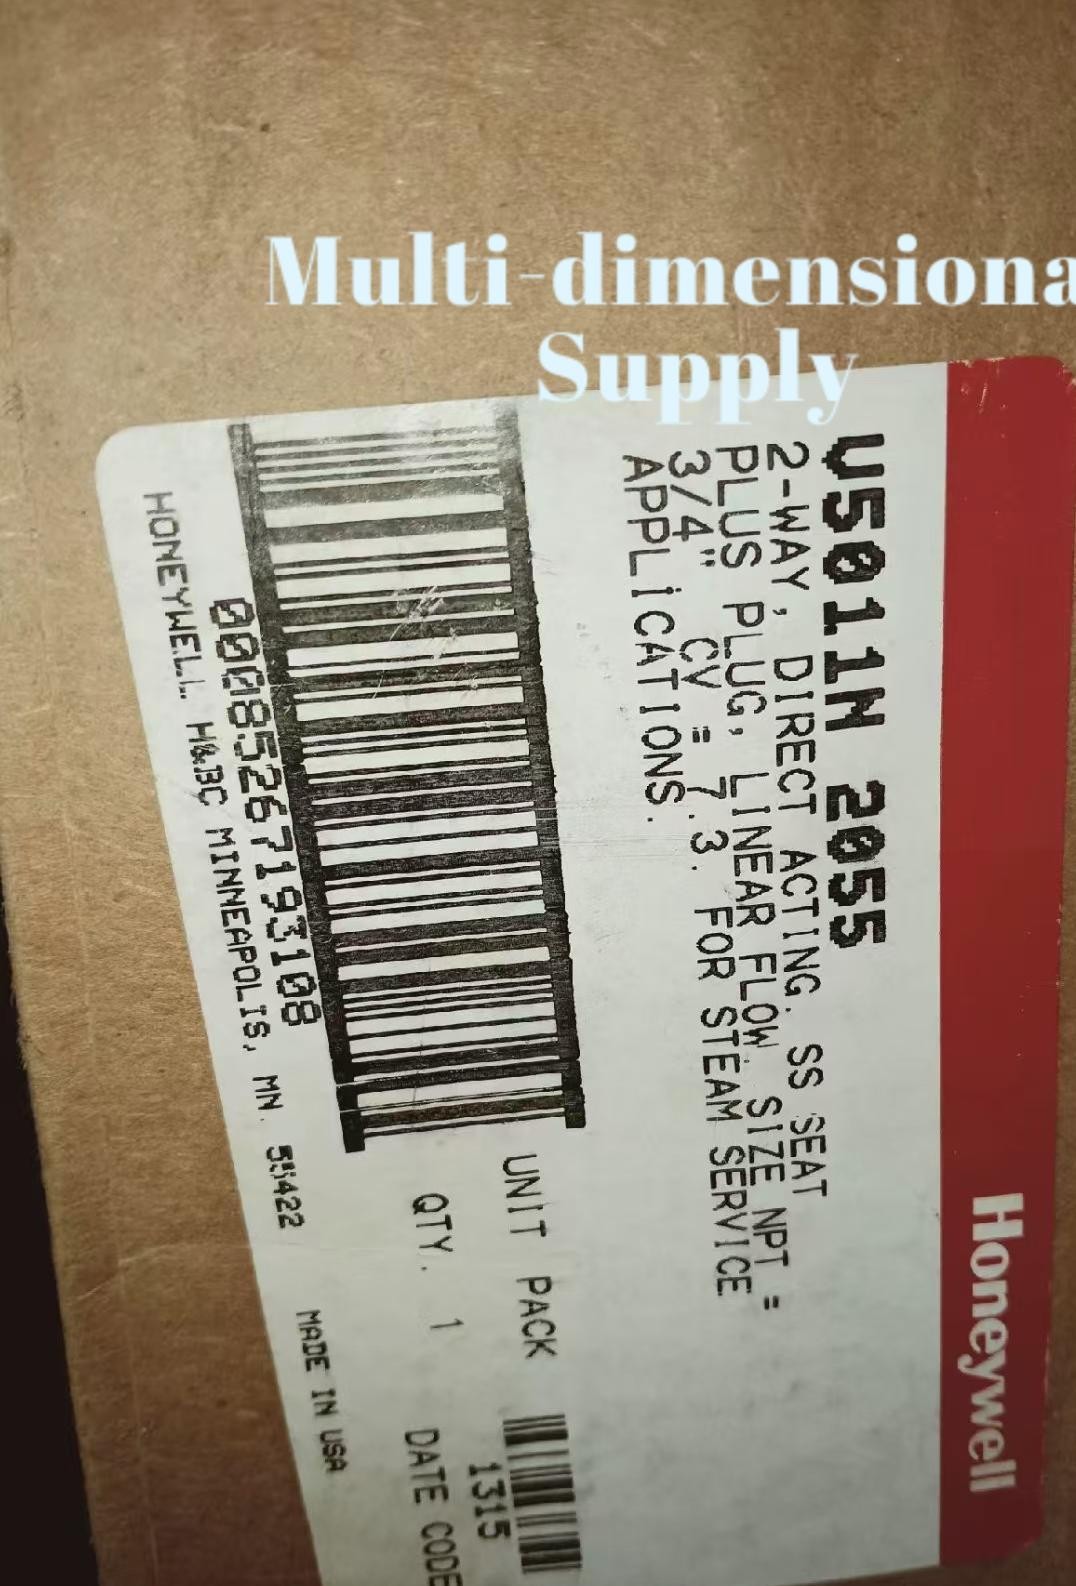 Multi-dimensiona
Supply
Honeywell
V5011N 2055
2-WAY, DIRECT ACTING. SS SEAT
PLUS PLUG, LINEAR FLOW SIZE NPT =
3/4" CV = 7.3. FOR STEAM SERVICE
APPLICATIONS.
UNIT PACK
QTY. 1
1315
DATE CODE
00085267193108
HONEYWELL H&BC MINNEAPOLIS, MN. 55422 MADE IN USA